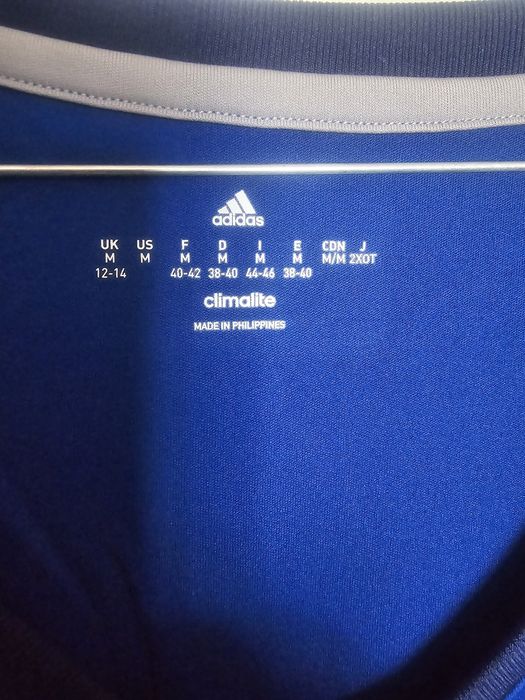 adidas
UK US F D I E CDN J
M M M M M M M/M 2XOT
12-14 40-42 38-40 44-46 38-40
climalite
MADE IN PHILIPPINES